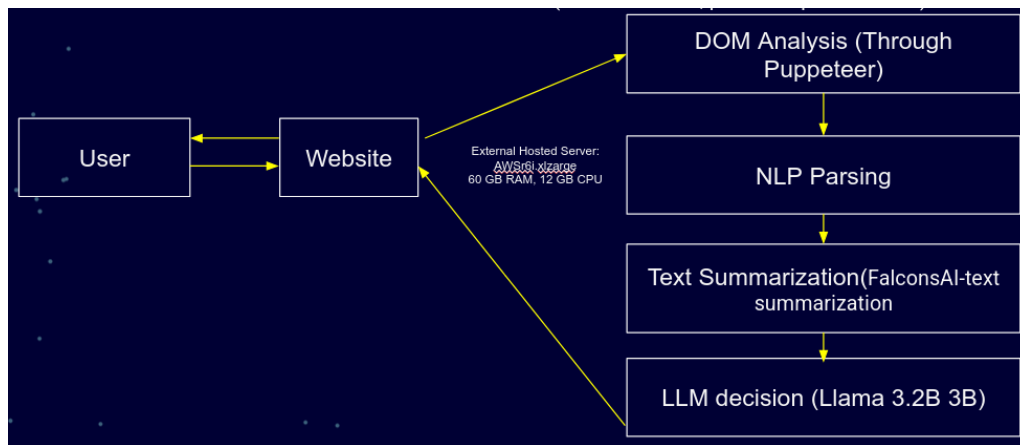 DOM Analysis (Through
Puppeteer)
User
Website
External Hosted Server:
AWSr6i.xlzarge
60 GB RAM, 12 GB CPU
NLP Parsing
Text Summarization(FalconsAI-text
summarization
LLM decision (Llama 3.2B 3B)